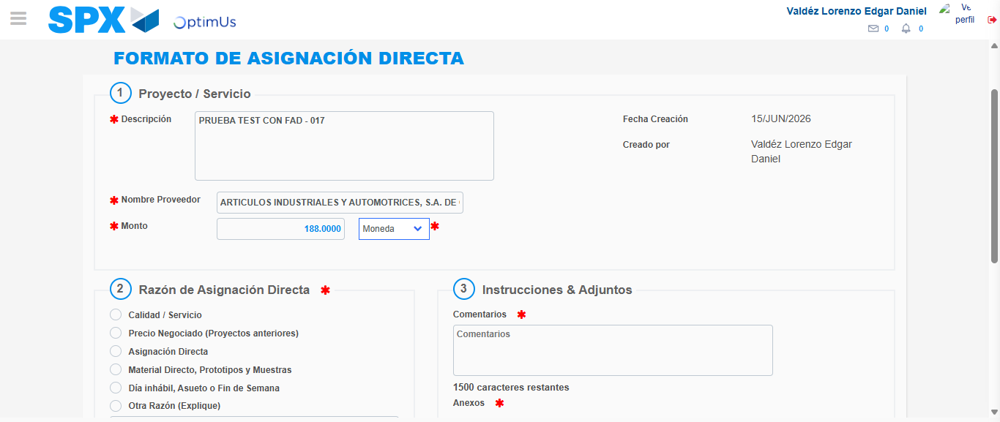 SPX
OptimUs
Valdéz Lorenzo Edgar Daniel
0
0
perfil
FORMATO DE ASIGNACIÓN DIRECTA
1 Proyecto / Servicio
Descripción
PRUEBA TEST CON FAD - 017
Fecha Creación
15/JUN/2026
Creado por
Valdéz Lorenzo Edgar
Daniel
Nombre Proveedor
ARTICULOS INDUSTRIALES Y AUTOMOTRICES, S.A. DE
Monto
188.0000
Moneda
2 Razón de Asignación Directa
Calidad / Servicio
Precio Negociado (Proyectos anteriores)
Asignación Directa
Material Directo, Prototipos y Muestras
Día inhábil, Asueto o Fin de Semana
Otra Razón (Explique)
3 Instrucciones & Adjuntos
Comentarios
Comentarios
1500 caracteres restantes
Anexos